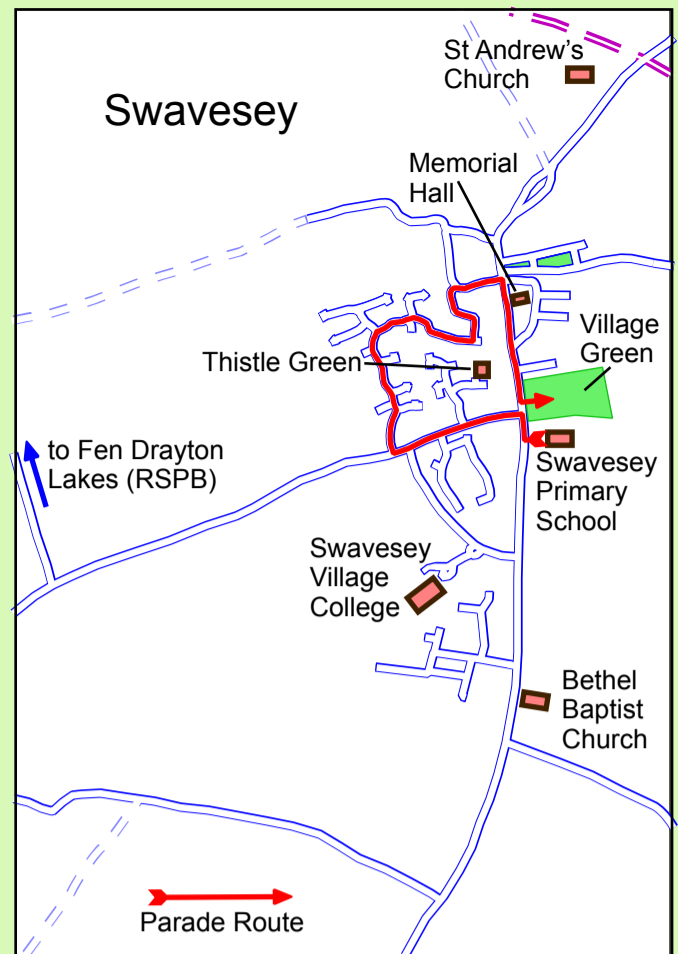 St Andrew's
Church
Swavesey
Memorial
Hall
Village
Green
Thistle Green
to Fen Drayton
Lakes (RSPB)
Swavesey
Primary
School
Swavesey
Village
College
Bethel
Baptist
Church
Parade Route